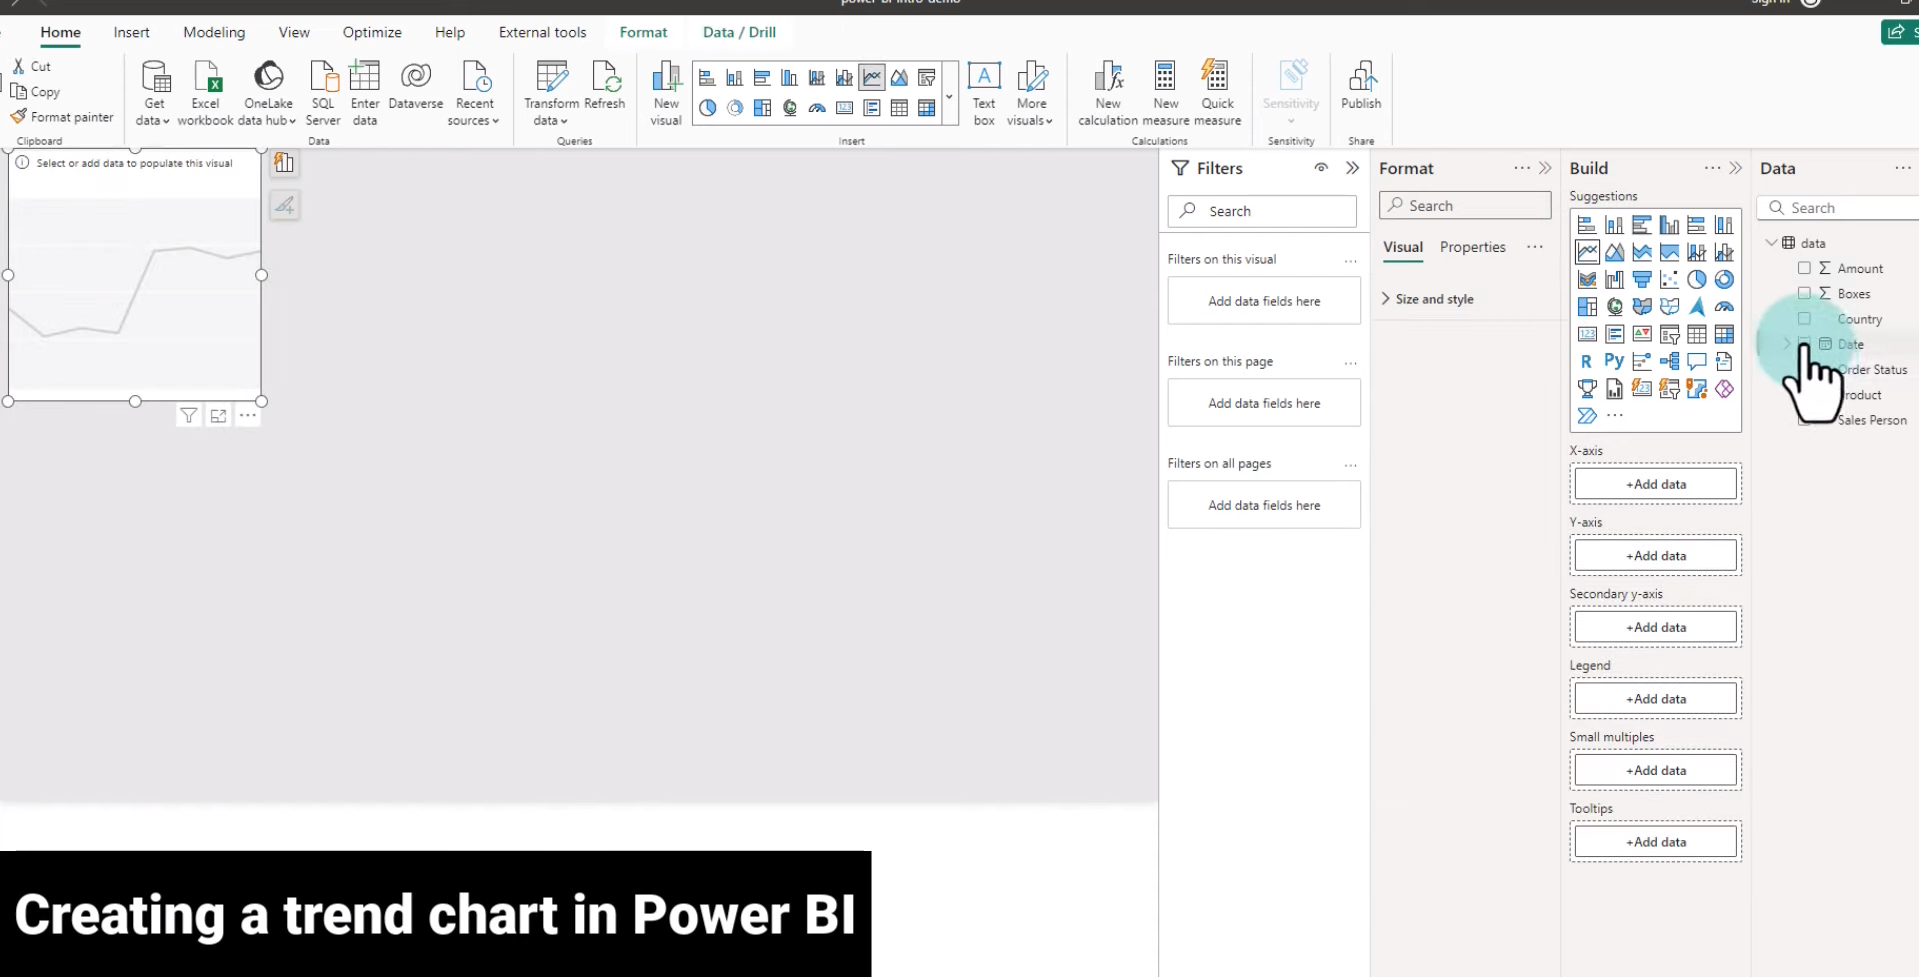 power-bi-intro-demo
Sign in
Home
Insert
Modeling
View
Optimize
Help
External tools
Format
Data / Drill
Cut
Copy
Format painter
Clipboard
Get data
Excel workbook
OneLake data hub
SQL Server
Enter data
Dataverse
Recent sources
Data
Transform data
Refresh
Queries
New visual
Insert
A
Text box
More visuals
New calculation
New measure
Quick measure
Calculations
Sensitivity
Sensitivity
Publish
Share
Select or add data to populate this visual
Filters
Search
Filters on this visual
Add data fields here
Filters on this page
Add data fields here
Filters on all pages
Add data fields here
Format
Search
Visual
Properties
Size and style
Build
Suggestions
R
Py
X-axis
+Add data
Y-axis
+Add data
Secondary y-axis
+Add data
Legend
+Add data
Small multiples
+Add data
Tooltips
+Add data
Data
Search
data
Amount
Boxes
Country
Date
Order Status
Product
Sales Person
Creating a trend chart in Power BI